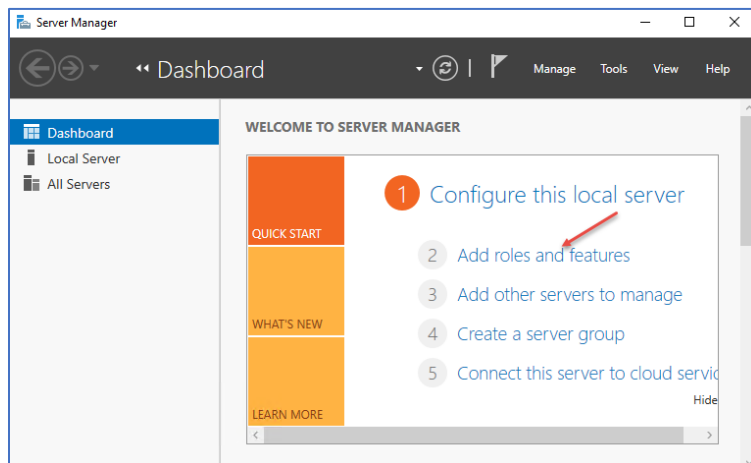 Server Manager
Dashboard
Manage Tools View Help
Dashboard
Local Server
All Servers
WELCOME TO SERVER MANAGER
QUICK START
WHAT'S NEW
LEARN MORE
1 Configure this local server
2 Add roles and features
3 Add other servers to manage
4 Create a server group
5 Connect this server to cloud servic
Hide